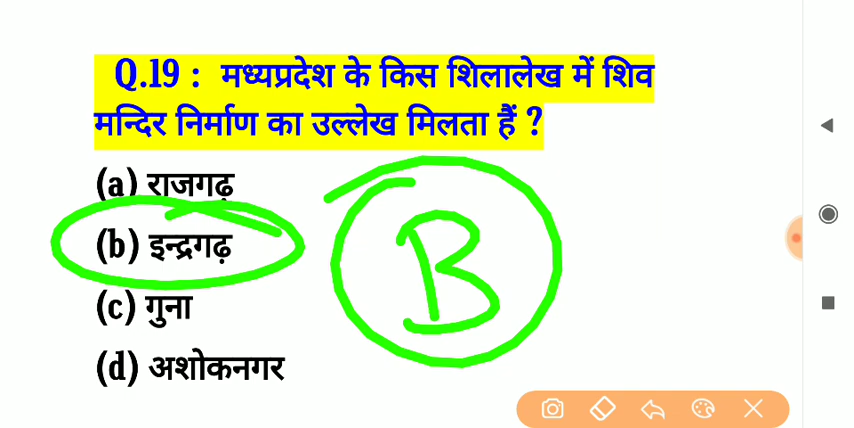 Q.19 : मध्यप्रदेश के किस शिलालेख में शिव
मन्दिर निर्माण का उल्लेख मिलता हैं ?
(a) राजगढ़
(b) इन्द्रगढ़
(c) गुना
(d) अशोकनगर
B